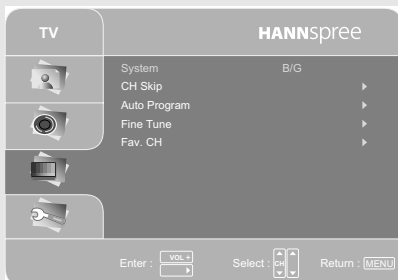 TV
HANNspree
System B/G
CH Skip
Auto Program
Fine Tune
Fav. CH
Enter : VOL + Select : CH Return : MENU